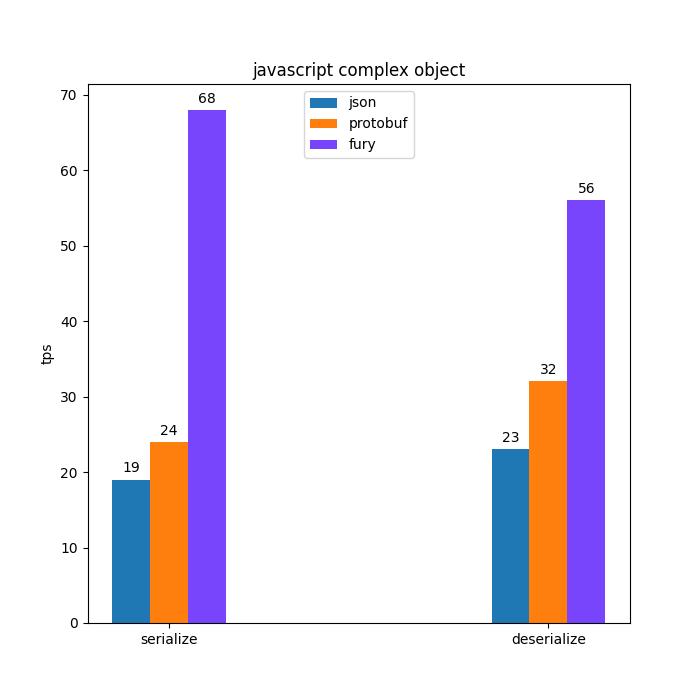 javascript complex object
json
protobuf
fury
tps
70
60
50
40
30
20
10
0
19
24
68
23
32
56
serialize
deserialize